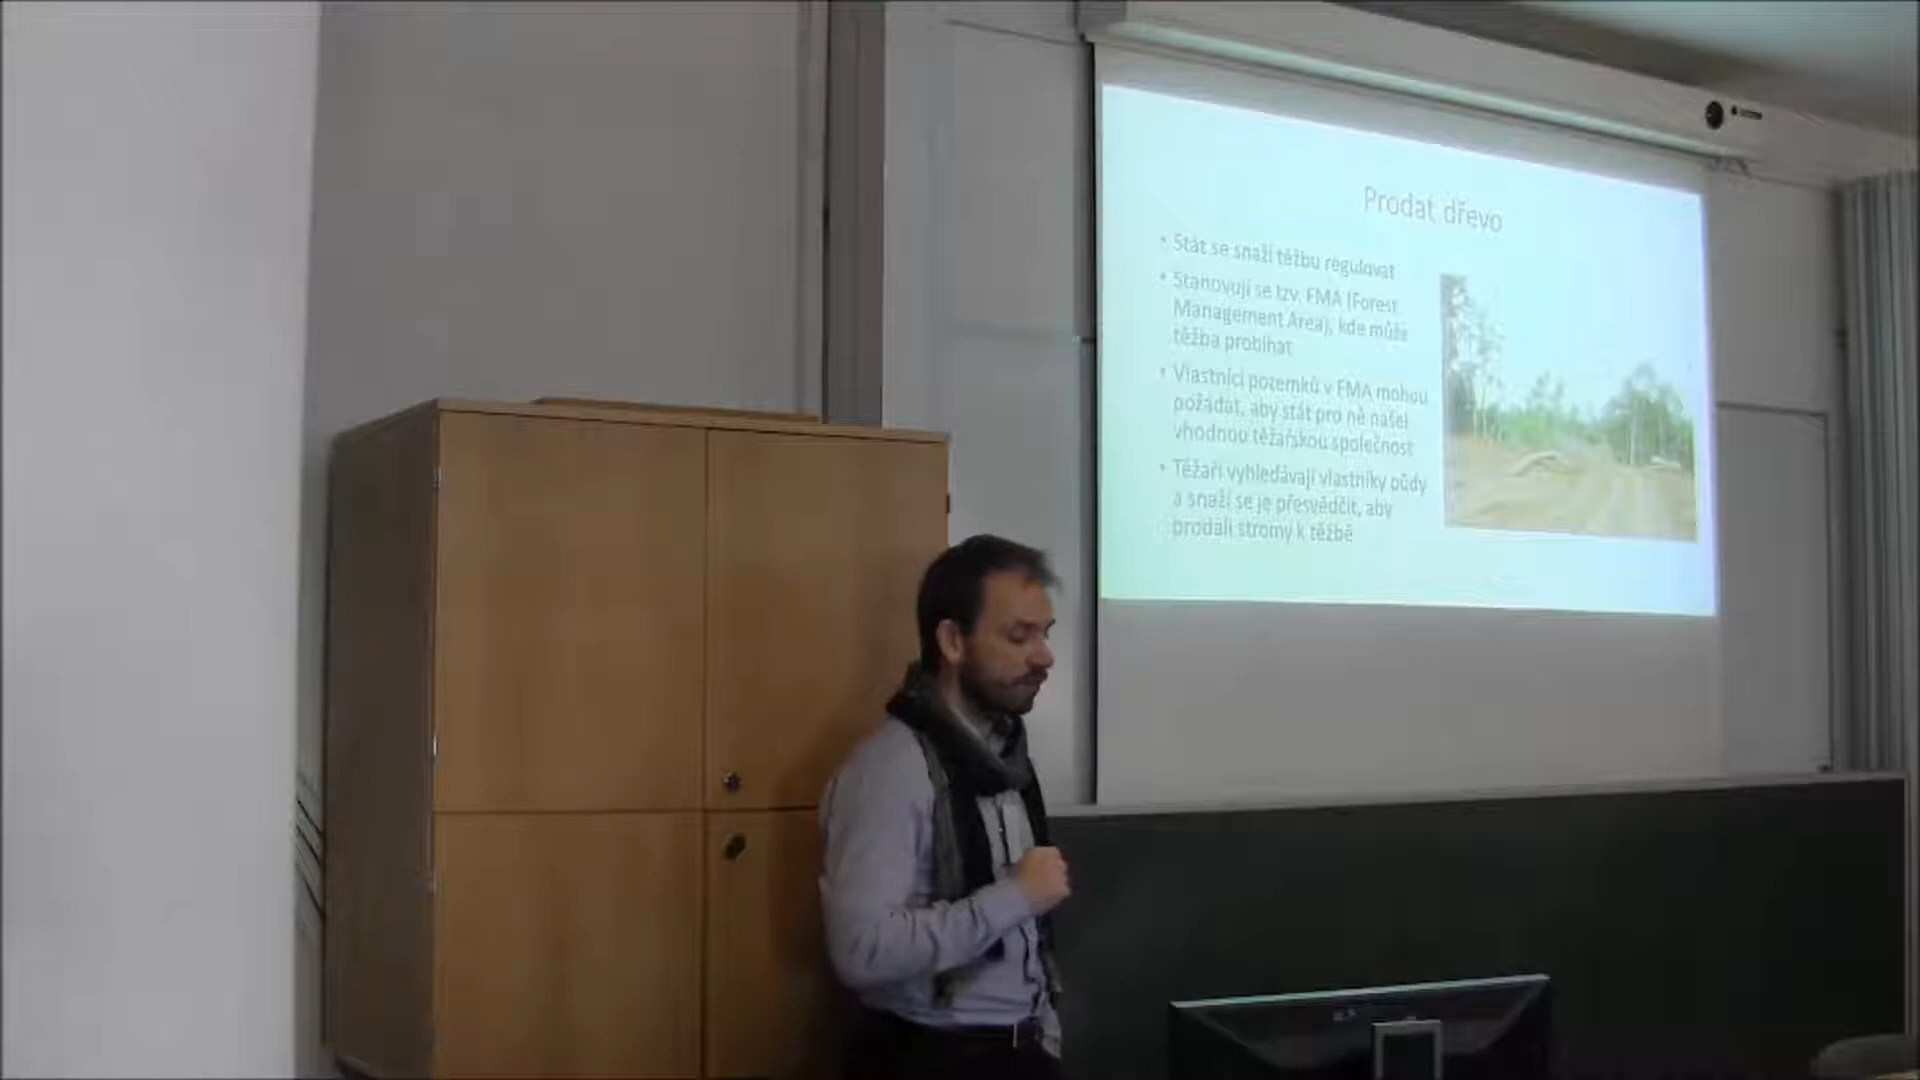 Prodat dřevo
• Stát se snaží těžbu regulovat
• Stanovují se tzv. FMA (Forest
Management Area), kde může
těžba probíhat
• Vlastníci pozemků v FMA mohou
požádat, aby stát pro ně našel
vhodnou těžařskou společnost
• Těžaři vyhledávají vlastníky půdy
a snaží se je přesvědčit, aby
prodali stromy k těžbě